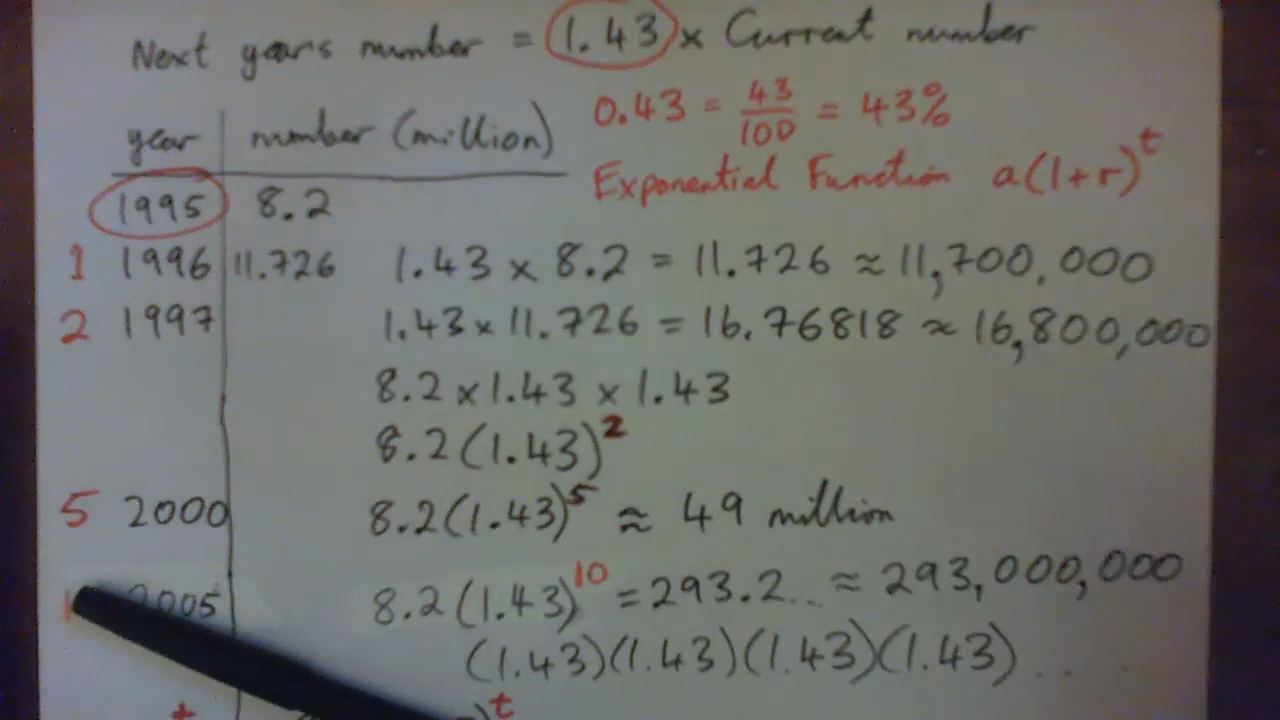 Next years number = 1.43 × Current number
0.43 = 43/100 = 43%
year number (million)
Exponential Function a(1+r)^t
1995 8.2
1 1996 11.726 1.43 × 8.2 = 11.726 ≈ 11,700,000
2 1997 1.43 × 11.726 = 16.76818 ≈ 16,800,000
8.2 × 1.43 × 1.43
8.2(1.43)^2
5 2000 8.2(1.43)^5 ≈ 49 million
2005 8.2(1.43)^10 = 293.2.. ≈ 293,000,000
(1.43)(1.43)(1.43)(1.43)...
t )^t